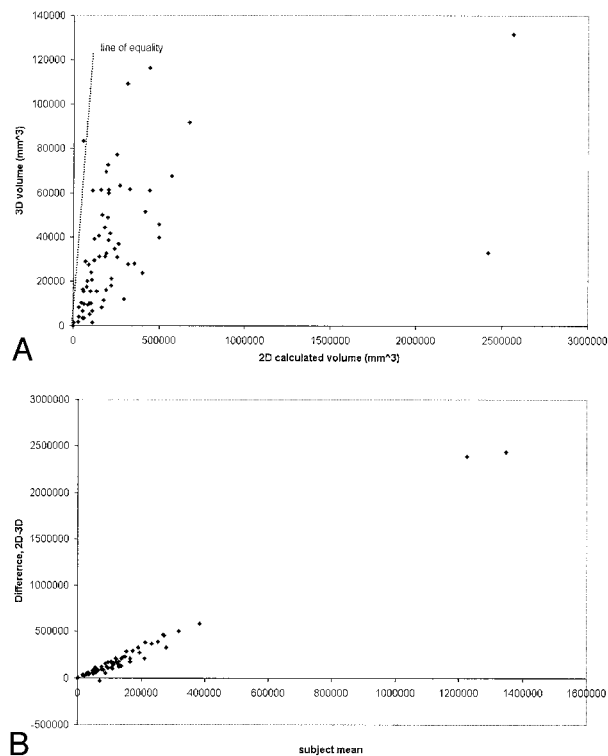 140000
120000
100000
80000
60000
40000
20000
0
3D volume (mm^3)
line of equality
0 500000 1000000 1500000 2000000 2500000 3000000
2D calculated volume (mm^3)
A
3000000
2500000
2000000
1500000
1000000
500000
0
-500000
Difference, 2D-3D
0 200000 400000 600000 800000 1000000 1200000 1400000 1600000
subject mean
B